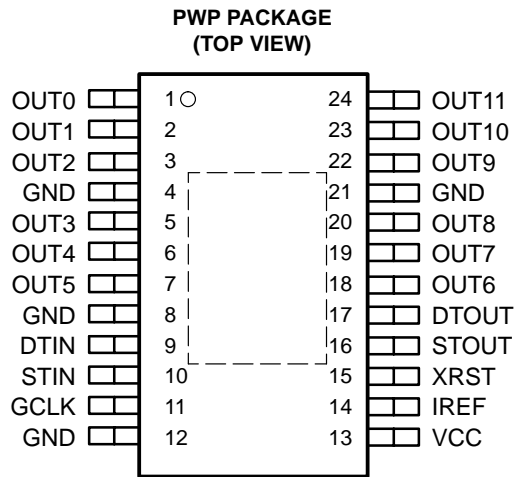 PWP PACKAGE
(TOP VIEW)
OUT0 1 24 OUT11
OUT1 2 23 OUT10
OUT2 3 22 OUT9
GND 4 21 GND
OUT3 5 20 OUT8
OUT4 6 19 OUT7
OUT5 7 18 OUT6
GND 8 17 DTOUT
DTIN 9 16 STOUT
STIN 10 15 XRST
GCLK 11 14 IREF
GND 12 13 VCC